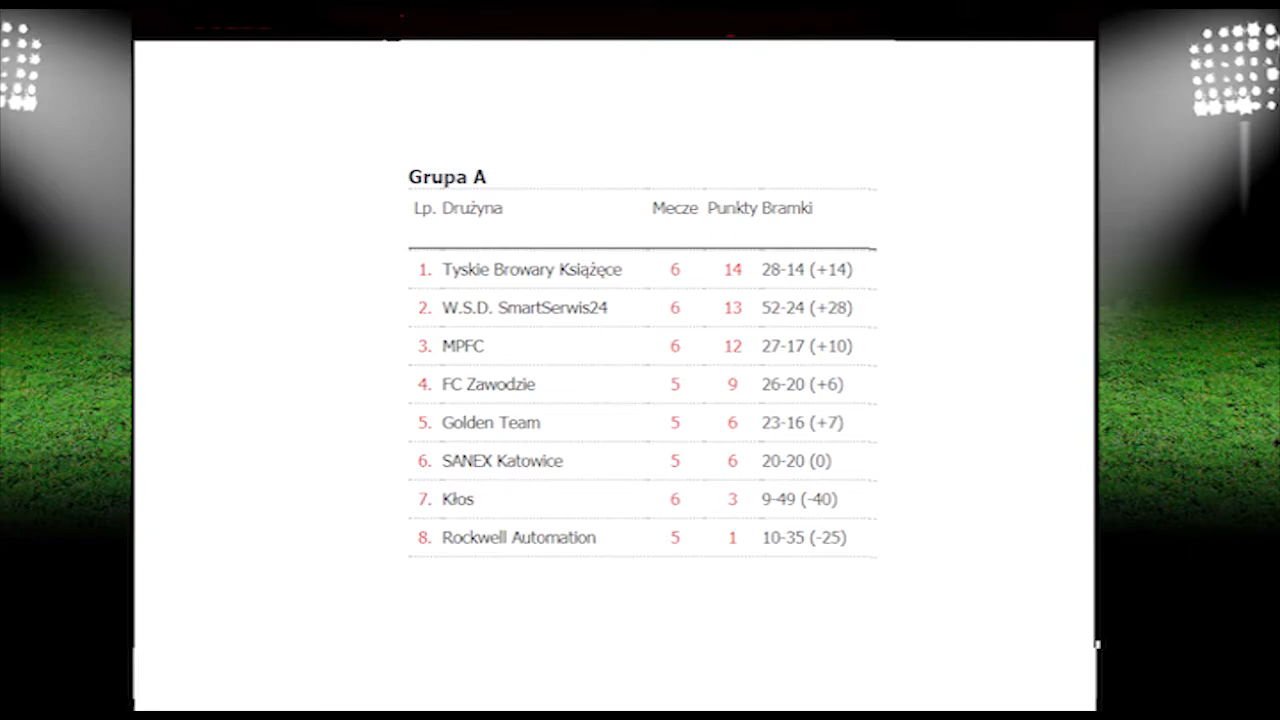 Grupa A
Lp. Drużyna Mecze Punkty Bramki
1. Tyskie Browary Książęce 6 14 28-14 (+14)
2. W.S.D. SmartSerwis24 6 13 52-24 (+28)
3. MPFC 6 12 27-17 (+10)
4. FC Zawodzie 5 9 26-20 (+6)
5. Golden Team 5 6 23-16 (+7)
6. SANEX Katowice 5 6 20-20 (0)
7. Kłos 6 3 9-49 (-40)
8. Rockwell Automation 5 1 10-35 (-25)